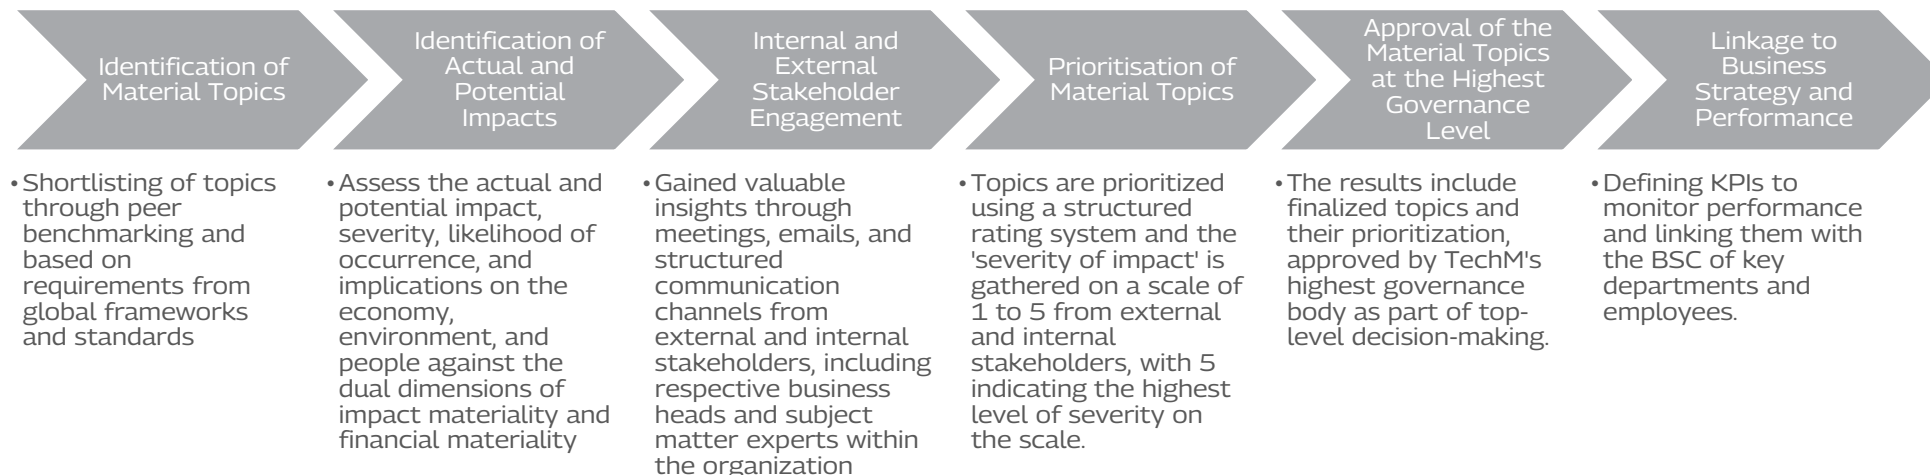 Identification of
Material Topics
Identification of
Actual and
Potential
Impacts
Internal and
External
Stakeholder
Engagement
Prioritisation of
Material Topics
Approval of the
Material Topics
at the Highest
Governance
Level
Linkage to
Business
Strategy and
Performance
• Shortlisting of topics
through peer
benchmarking and
based on
requirements from
global frameworks
and standards
• Assess the actual and
potential impact,
severity, likelihood of
occurrence, and
implications on the
economy,
environment, and
people against the
dual dimensions of
impact materiality and
financial materiality
• Gained valuable
insights through
meetings, emails, and
structured
communication
channels from
external and internal
stakeholders, including
respective business
heads and subject
matter experts within
the organization
• Topics are prioritized
using a structured
rating system and the
'severity of impact' is
gathered on a scale of
1 to 5 from external
and internal
stakeholders, with 5
indicating the highest
level of severity on
the scale.
• The results include
finalized topics and
their prioritization,
approved by TechM's
highest governance
body as part of top-
level decision-making.
• Defining KPIs to
monitor performance
and linking them with
the BSC of key
departments and
employees.